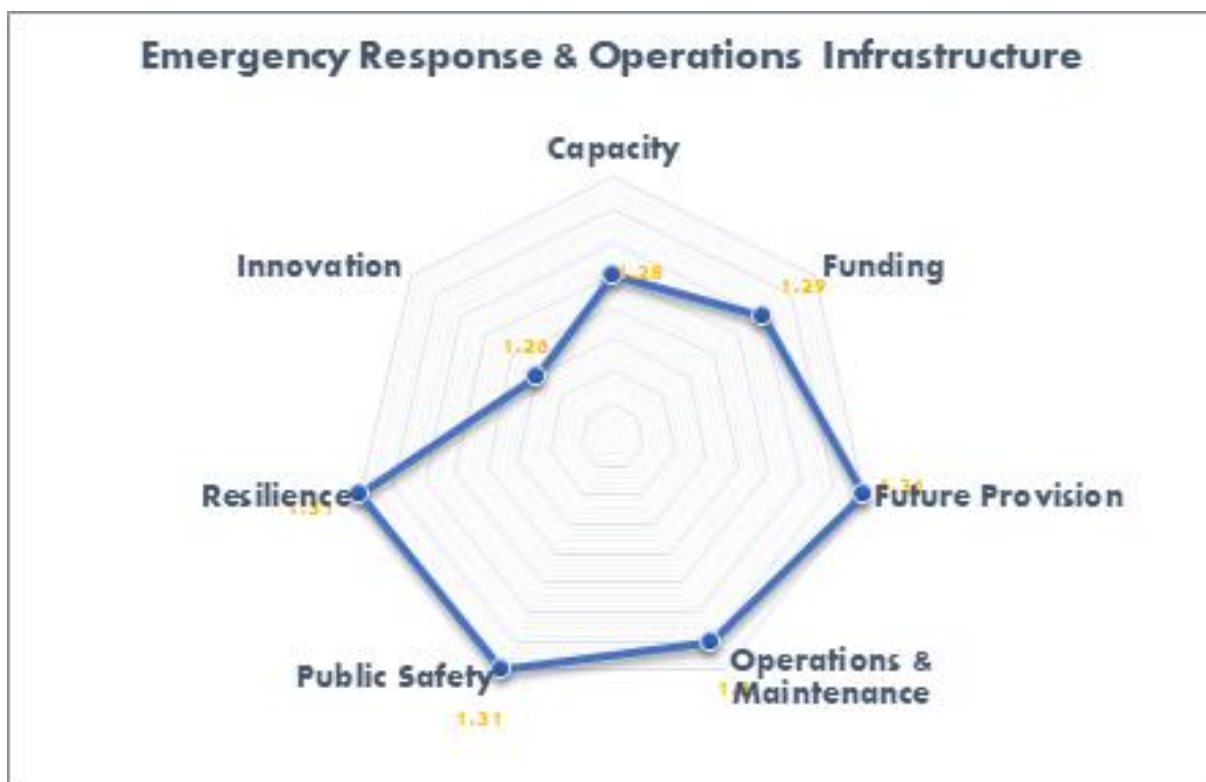 Emergency Response & Operations Infrastructure
Capacity
1.28
Innovation
Funding
1.29
Resilience
1.31
Future Provision
Public Safety
1.31
Operations &
Maintenance